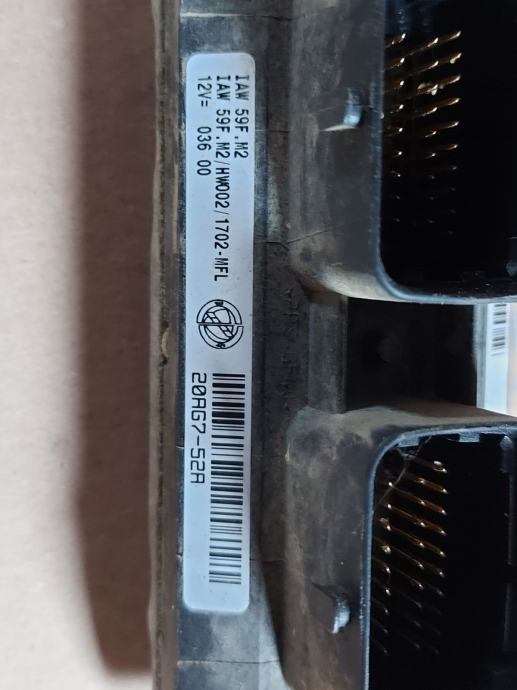 IAW 59F.M2
IAW 59F.M2/HW002/1702-MFL
12V= 036 00
20AG7-52A